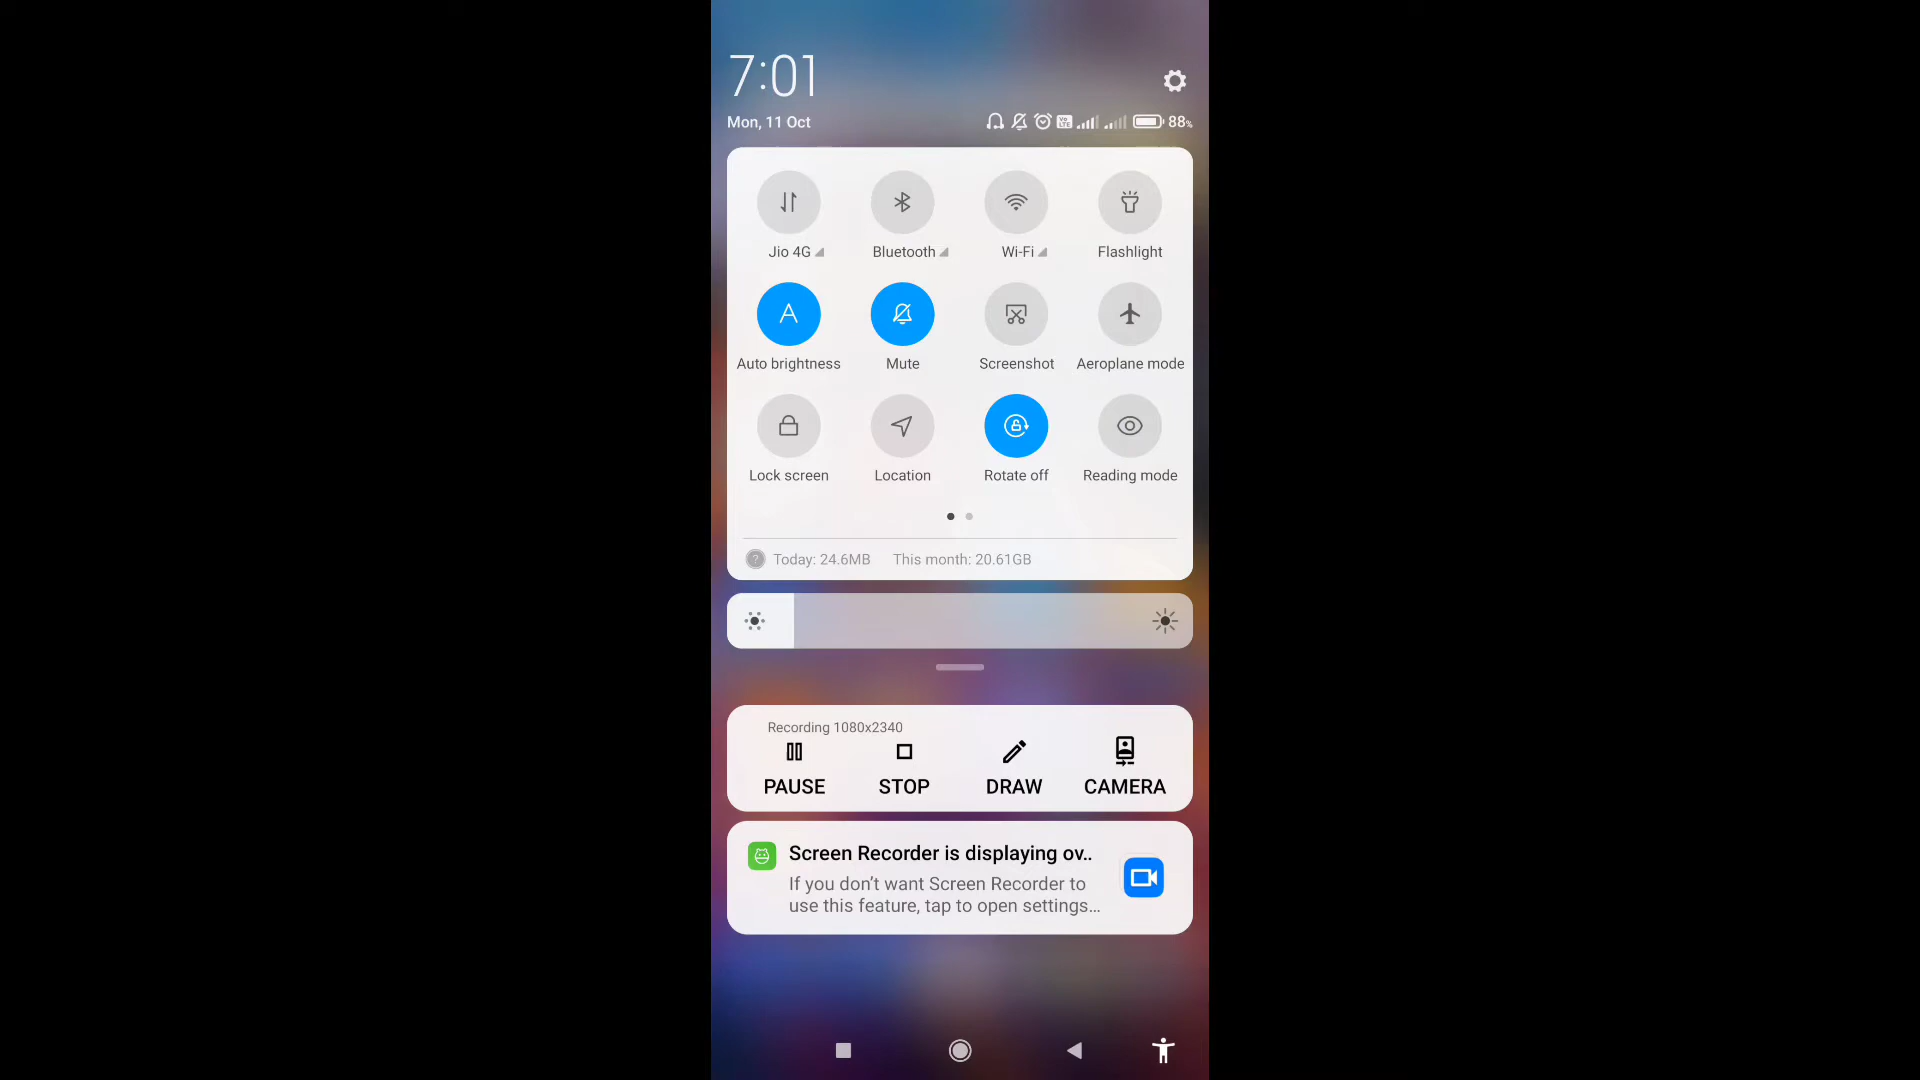 7:01
Mon, 11 Oct
88%
Jio 4G
Bluetooth
Wi-Fi
Flashlight
Auto brightness
Mute
Screenshot
Aeroplane mode
Lock screen
Location
Rotate off
Reading mode
Today: 24.6MB This month: 20.61GB
Recording 1080x2340
PAUSE STOP DRAW CAMERA
Screen Recorder is displaying ov..
If you don't want Screen Recorder to
use this feature, tap to open settings...